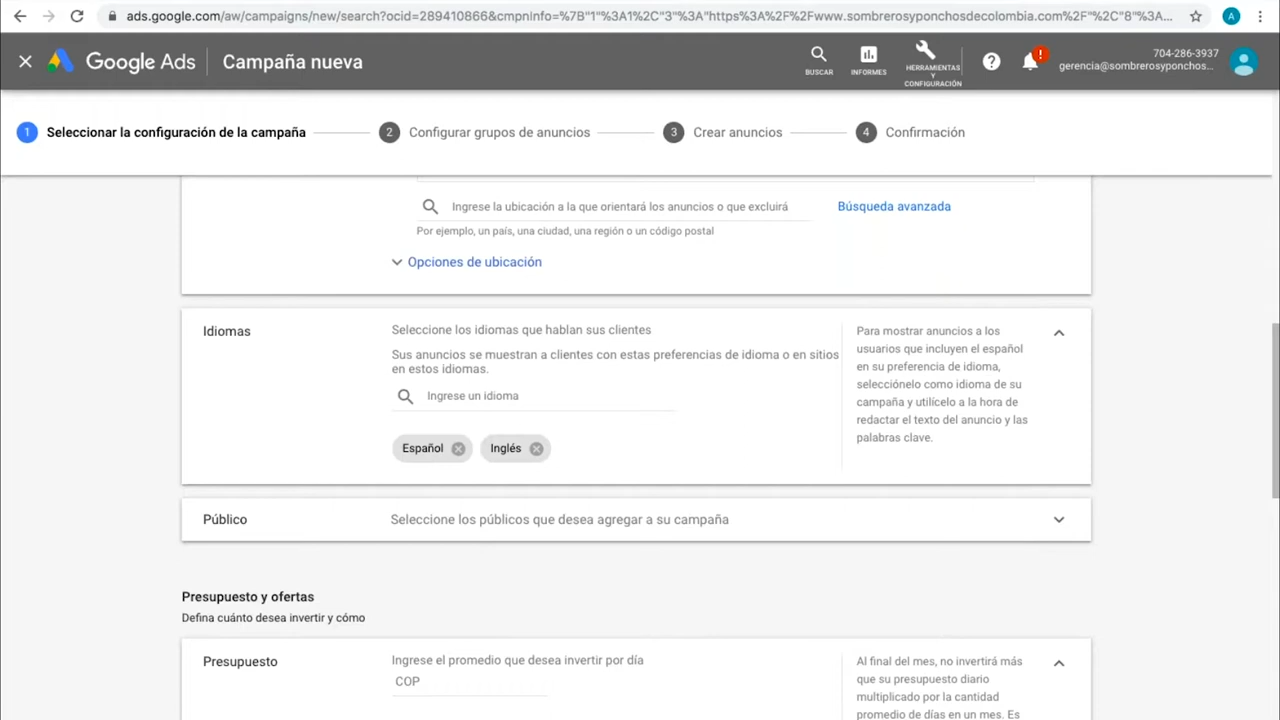 ads.google.com/aw/campaigns/new/search?ocid=289410866&cmpnInfo=%7B"1"%3A1%2C"3"%3A"https%3A%2F%2Fwww.sombrerosyponchosdecolombia.com%2F"%2C"8"%3A...
A
Google Ads
Campaña nueva
BUSCAR
INFORMES
HERRAMIENTAS
Y
CONFIGURACIÓN
!
704-286-3937
gerencia@sombrerosyponchos...
1 Seleccionar la configuración de la campaña
2 Configurar grupos de anuncios
3 Crear anuncios
4 Confirmación
Ingrese la ubicación a la que orientará los anuncios o que excluirá
Búsqueda avanzada
Por ejemplo, un país, una ciudad, una región o un código postal
Opciones de ubicación
Idiomas
Seleccione los idiomas que hablan sus clientes
Sus anuncios se muestran a clientes con estas preferencias de idioma o en sitios
en estos idiomas.
Ingrese un idioma
Español
Inglés
Para mostrar anuncios a los
usuarios que incluyen el español
en su preferencia de idioma,
selecciónelo como idioma de su
campaña y utilícelo a la hora de
redactar el texto del anuncio y las
palabras clave.
Público
Seleccione los públicos que desea agregar a su campaña
Presupuesto y ofertas
Defina cuánto desea invertir y cómo
Presupuesto
Ingrese el promedio que desea invertir por día
COP
Al final del mes, no invertirá más
que su presupuesto diario
multiplicado por la cantidad
promedio de días en un mes. Es